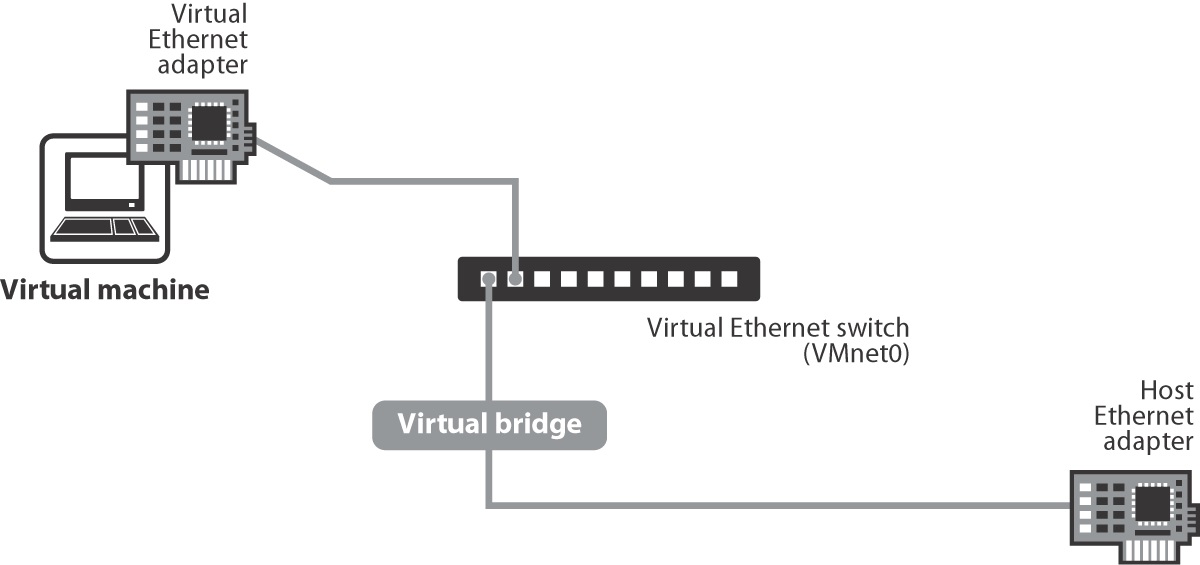 Virtual
Ethernet
adapter
Virtual machine
Virtual Ethernet switch
(VMnet0)
Virtual bridge
Host
Ethernet
adapter